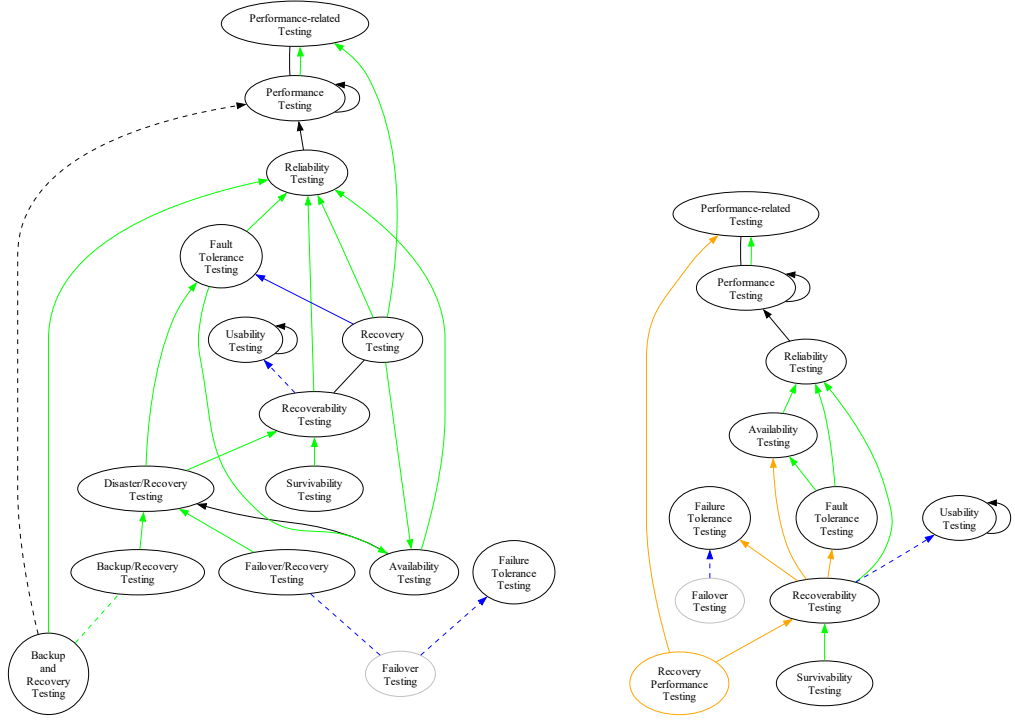 Performance-related
Testing
Performance
Testing
Reliability
Testing
Fault
Tolerance
Testing
Usability
Testing
Recovery
Testing
Recoverability
Testing
Disaster/Recovery
Testing
Survivability
Testing
Backup/Recovery
Testing
Failover/Recovery
Testing
Availability
Testing
Failure
Tolerance
Testing
Backup
and
Recovery
Testing
Failover
Testing
Performance-related
Testing
Performance
Testing
Reliability
Testing
Availability
Testing
Failure
Tolerance
Testing
Fault
Tolerance
Testing
Usability
Testing
Failover
Testing
Recoverability
Testing
Recovery
Performance
Testing
Survivability
Testing